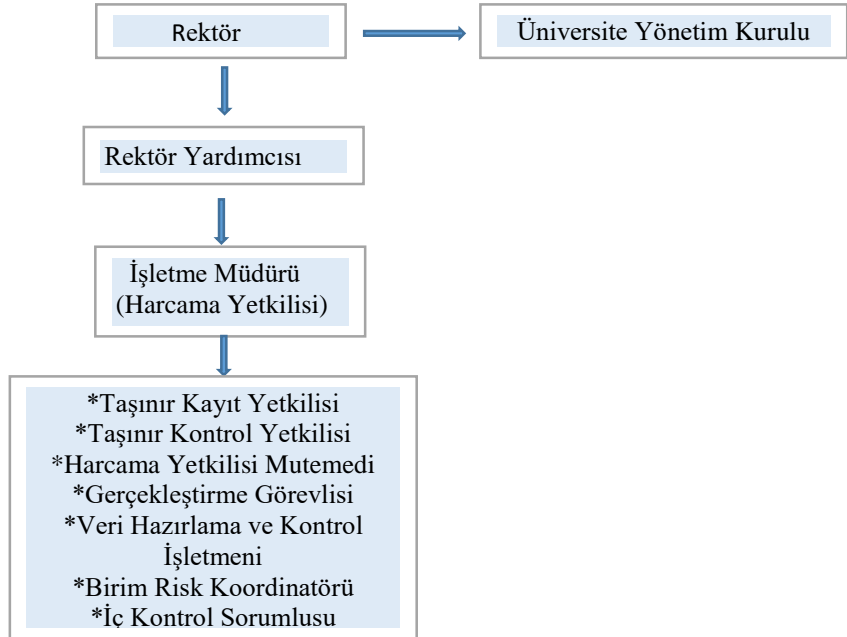 Rektör
Üniversite Yönetim Kurulu
Rektör Yardımcısı
İşletme Müdürü
(Harcama Yetkilisi)
*Taşınır Kayıt Yetkilisi
*Taşınır Kontrol Yetkilisi
*Harcama Yetkilisi Mutemedi
*Gerçekleştirme Görevlisi
*Veri Hazırlama ve Kontrol
İşletmeni
*Birim Risk Koordinatörü
*İç Kontrol Sorumlusu